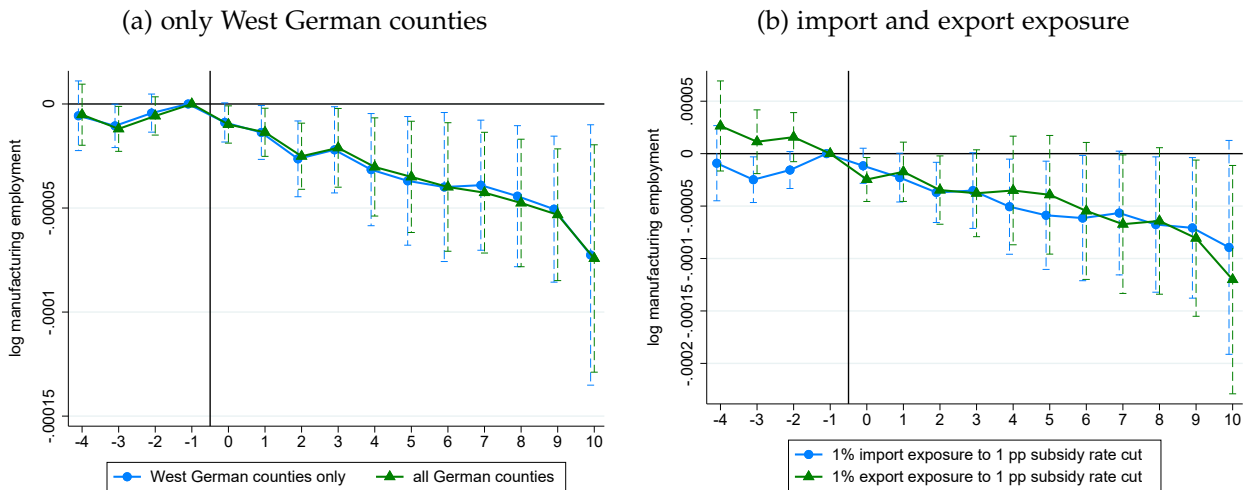 (a) only West German counties
log manufacturing employment
0
-.00005
-.0001
-.00015
-4 -3 -2 -1 0 1 2 3 4 5 6 7 8 9 10
West German counties only all German counties
(b) import and export exposure
log manufacturing employment
.00005
0
-.00005
-.0001
-.00015
-.0002
-4 -3 -2 -1 0 1 2 3 4 5 6 7 8 9 10
1% import exposure to 1 pp subsidy rate cut
1% export exposure to 1 pp subsidy rate cut